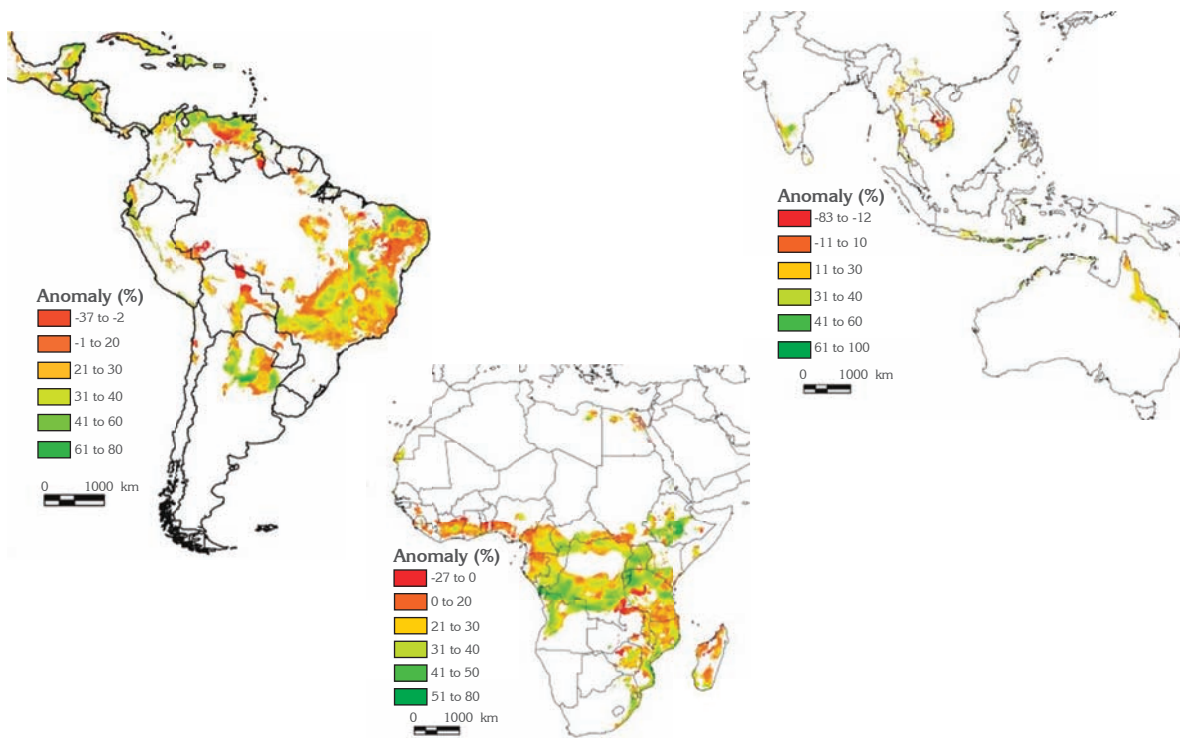 Anomaly (%)
-37 to -2
-1 to 20
21 to 30
31 to 40
41 to 60
61 to 80
0 1000 km
Anomaly (%)
-27 to 0
0 to 20
21 to 30
31 to 40
41 to 50
51 to 80
0 1000 km
Anomaly (%)
-83 to -12
-11 to 10
11 to 30
31 to 40
41 to 60
61 to 100
0 1000 km